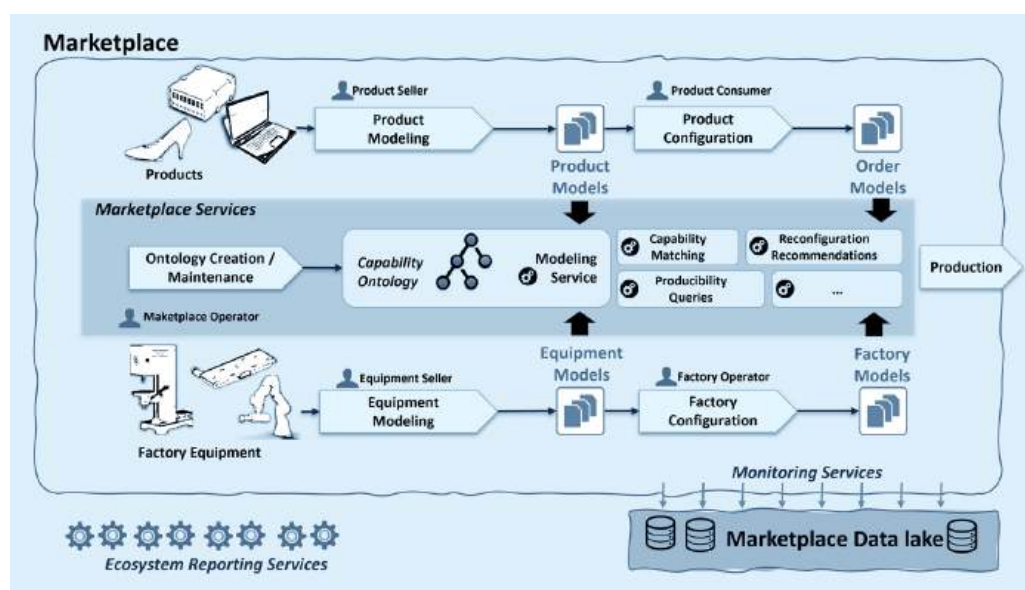 Marketplace
Product Seller
Product
Modeling
Product Consumer
Product
Configuration
Products
Product
Models
Order
Models
Marketplace Services
Ontology Creation /
Maintenance
Capability
Ontology
Modeling
Service
Capability
Matching
Reconfiguration
Recommendations
Producibility
Queries
...
Production
Maketplace Operator
Equipment
Models
Factory
Models
Equipment Seller
Equipment
Modeling
Factory Operator
Factory
Configuration
Factory Equipment
Monitoring Services
Marketplace Data lake
Ecosystem Reporting Services